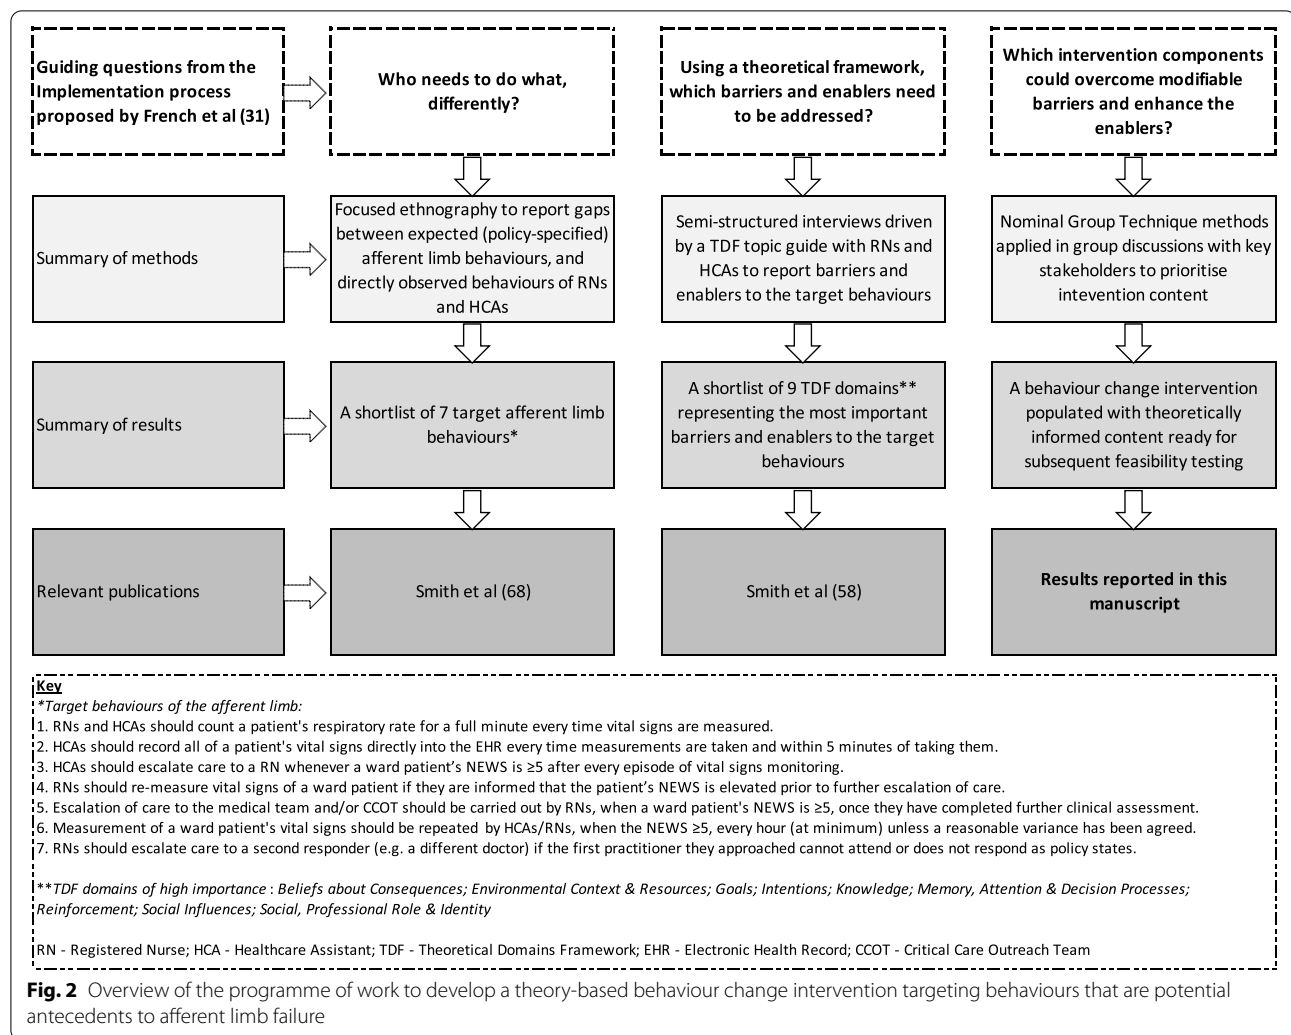 Guiding questions from the
Implementation process
proposed by French et al (31)
Who needs to do what,
differently?
Using a theoretical framework,
which barriers and enablers need
to be addressed?
Which intervention components
could overcome modifiable
barriers and enhance the
enablers?
Summary of methods
Focused ethnography to report gaps
between expected (policy-specified)
afferent limb behaviours, and
directly observed behaviours of RNs
and HCAs
Semi-structured interviews driven
by a TDF topic guide with RNs and
HCAs to report barriers and
enablers to the target behaviours
Nominal Group Technique methods
applied in group discussions with key
stakeholders to prioritise
intevention content
Summary of results
A shortlist of 7 target afferent limb
behaviours*
A shortlist of 9 TDF domains**
representing the most important
barriers and enablers to the target
behaviours
A behaviour change intervention
populated with theoretically
informed content ready for
subsequent feasibility testing
Relevant publications
Smith et al (68)
Smith et al (58)
Results reported in this
manuscript
Key
*Target behaviours of the afferent limb:
1. RNs and HCAs should count a patient's respiratory rate for a full minute every time vital signs are measured.
2. HCAs should record all of a patient's vital signs directly into the EHR every time measurements are taken and within 5 minutes of taking them.
3. HCAs should escalate care to a RN whenever a ward patient’s NEWS is ≥5 after every episode of vital signs monitoring.
4. RNs should re-measure vital signs of a ward patient if they are informed that the patient’s NEWS is elevated prior to further escalation of care.
5. Escalation of care to the medical team and/or CCOT should be carried out by RNs, when a ward patient's NEWS is ≥5, once they have completed further clinical assessment.
6. Measurement of a ward patient's vital signs should be repeated by HCAs/RNs, when the NEWS ≥5, every hour (at minimum) unless a reasonable variance has been agreed.
7. RNs should escalate care to a second responder (e.g. a different doctor) if the first practitioner they approached cannot attend or does not respond as policy states.
**TDF domains of high importance : Beliefs about Consequences; Environmental Context & Resources; Goals; Intentions; Knowledge; Memory, Attention & Decision Processes;
Reinforcement; Social Influences; Social, Professional Role & Identity
RN - Registered Nurse; HCA - Healthcare Assistant; TDF - Theoretical Domains Framework; EHR - Electronic Health Record; CCOT - Critical Care Outreach Team
Fig. 2 Overview of the programme of work to develop a theory-based behaviour change intervention targeting behaviours that are potential
antecedents to afferent limb failure